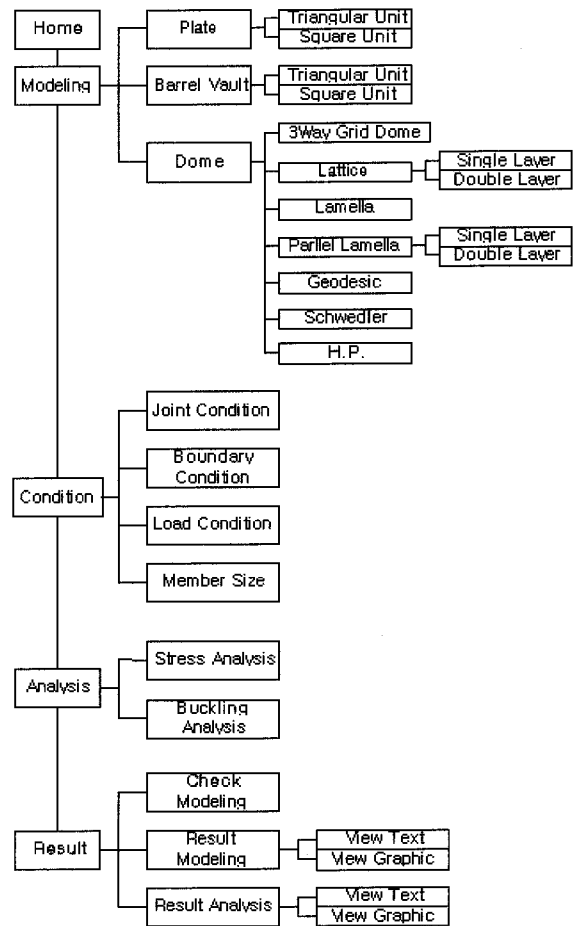 Home
Modeling
Plate
Triangular Unit
Square Unit
Barrel Vault
Triangular Unit
Square Unit
Dome
3Way Grid Dome
Lattice
Single Layer
Double Layer
Lamella
Parllel Lamella
Single Layer
Double Layer
Geodesic
Schwedler
H.P.
Condition
Joint Condition
Boundary
Condition
Load Condition
Member Size
Analysis
Stress Analysis
Buckling
Analysis
Result
Check
Modeling
Result
Modeling
View Text
View Graphic
Result Analysis
View Text
View Graphic